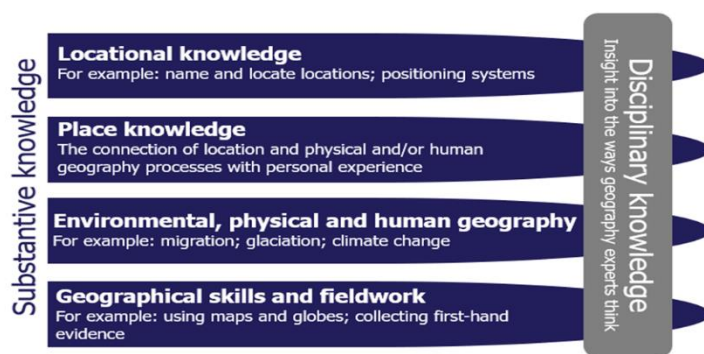 Substantive knowledge
Locational knowledge
For example: name and locate locations; positioning systems
Place knowledge
The connection of location and physical and/or human
geography processes with personal experience
Environmental, physical and human geography
For example: migration; glaciation; climate change
Geographical skills and fieldwork
For example: using maps and globes; collecting first-hand
evidence
Disciplinary knowledge
Insight into the ways geography experts think